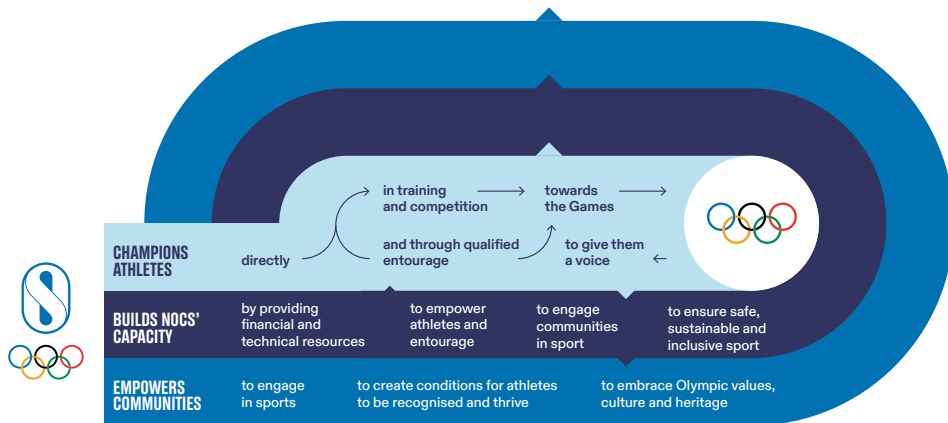 in training
and competition
towards
the Games
CHAMPIONS
ATHLETES
directly
and through qualified
entourage
to give them
a voice
BUILDS NOCS'
CAPACITY
by providing
financial and
technical resources
to empower
athletes and
entourage
to engage
communities
in sport
to ensure safe,
sustainable and
inclusive sport
EMPOWERS
COMMUNITIES
to engage
in sports
to create conditions for athletes
to be recognised and thrive
to embrace Olympic values,
culture and heritage